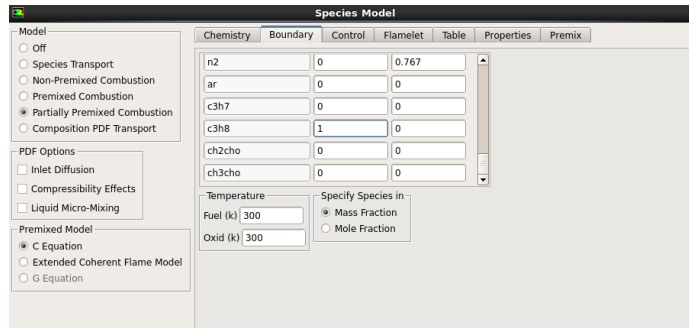 Species Model
Model
Off
Species Transport
Non-Premixed Combustion
Premixed Combustion
Partially Premixed Combustion
Composition PDF Transport
PDF Options
Inlet Diffusion
Compressibility Effects
Liquid Micro-Mixing
Premixed Model
C Equation
Extended Coherent Flame Model
G Equation
Chemistry Boundary Control Flamelet Table Properties Premix
n2 0 0.767
ar 0 0
c3h7 0 0
c3h8 1 0
ch2cho 0 0
ch3cho 0 0
Temperature
Fuel (k) 300
Oxid (k) 300
Specify Species in
Mass Fraction
Mole Fraction